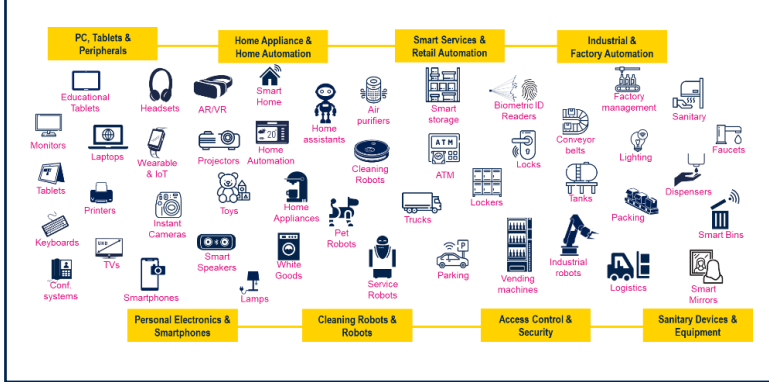 PC, Tablets &
Peripherals
Home Appliance &
Home Automation
Smart Services &
Retail Automation
Industrial &
Factory Automation
Educational
Tablets
Headsets
AR/VR
Smart
Home
Home
assistants
Air
purifiers
Smart
storage
Biometric ID
Readers
Factory
management
Sanitary
Monitors
Laptops
Wearable
& IoT
Projectors
20°
Home
Automation
Cleaning
Robots
ATM
ATM
Locks
Conveyor
belts
Lighting
Faucets
Tablets
Printers
Instant
Cameras
Toys
Home
Appliances
Pet
Robots
Trucks
Lockers
Tanks
Packing
Dispensers
Smart Bins
Keyboards
UHD
TVs
Smart
Speakers
White
Goods
Service
Robots
P
Parking
Vending
machines
Industrial
robots
Logistics
Smart
Mirrors
Conf.
systems
Smartphones
Lamps
Personal Electronics &
Smartphones
Cleaning Robots &
Robots
Access Control &
Security
Sanitary Devices &
Equipment